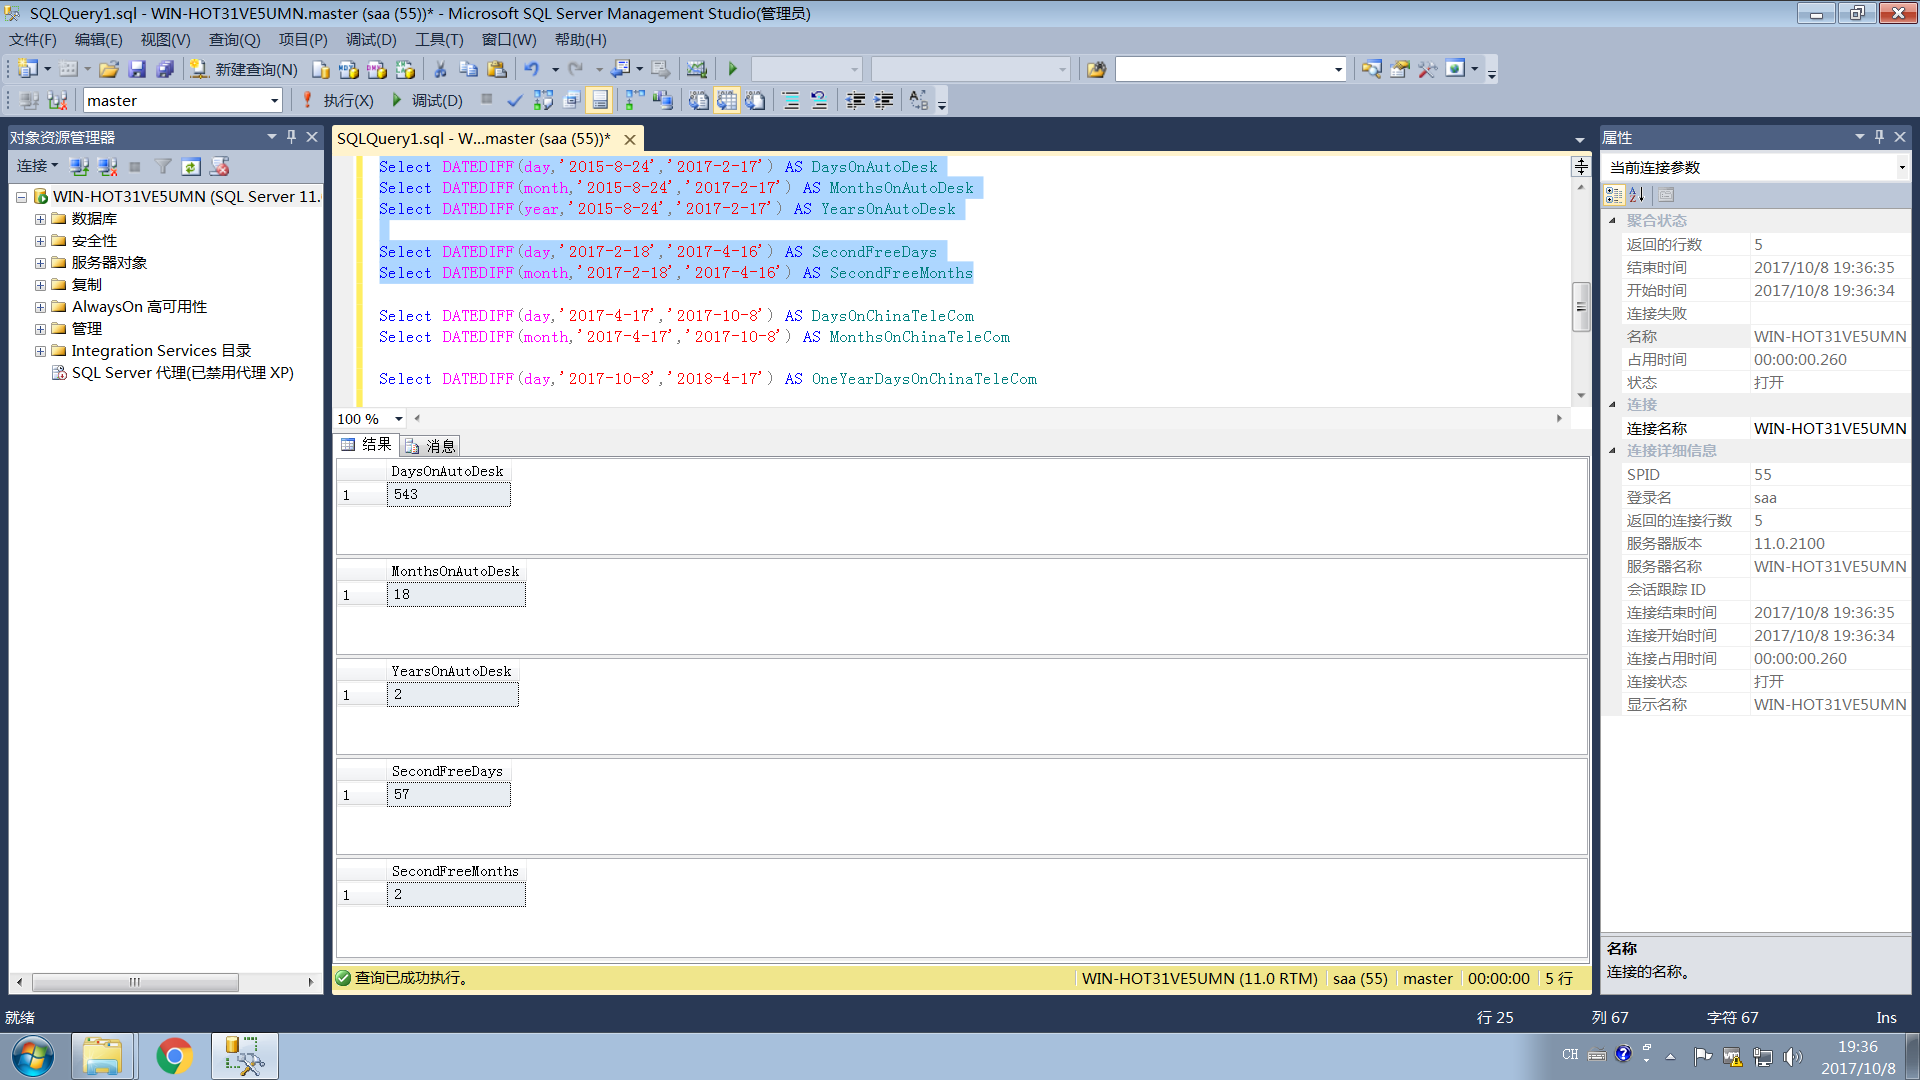 SQLQuery1.sql - WIN-HOT31VE5UMN.master (saa (55))* - Microsoft SQL Server Management Studio(管理员)
文件(F) 编辑(E) 视图(V) 查询(Q) 项目(P) 调试(D) 工具(T) 窗口(W) 帮助(H)
新建查询(N)
master 执行(X) 调试(D)
对象资源管理器
连接
WIN-HOT31VE5UMN (SQL Server 11.
数据库
安全性
服务器对象
复制
AlwaysOn 高可用性
管理
Integration Services 目录
SQL Server 代理(已禁用代理 XP)
SQLQuery1.sql - W...master (saa (55))*
Select DATEDIFF(day,'2015-8-24','2017-2-17') AS DaysOnAutoDesk
Select DATEDIFF(month,'2015-8-24','2017-2-17') AS MonthsOnAutoDesk
Select DATEDIFF(year,'2015-8-24','2017-2-17') AS YearsOnAutoDesk
Select DATEDIFF(day,'2017-2-18','2017-4-16') AS SecondFreeDays
Select DATEDIFF(month,'2017-2-18','2017-4-16') AS SecondFreeMonths
Select DATEDIFF(day,'2017-4-17','2017-10-8') AS DaysOnChinaTeleCom
Select DATEDIFF(month,'2017-4-17','2017-10-8') AS MonthsOnChinaTeleCom
Select DATEDIFF(day,'2017-10-8','2018-4-17') AS OneYearDaysOnChinaTeleCom
100 %
结果 消息
DaysOnAutoDesk
1 543
MonthsOnAutoDesk
1 18
YearsOnAutoDesk
1 2
SecondFreeDays
1 57
SecondFreeMonths
1 2
查询已成功执行。 WIN-HOT31VE5UMN (11.0 RTM) saa (55) master 00:00:00 5 行
属性
当前连接参数
聚合状态
返回的行数 5
结束时间 2017/10/8 19:36:35
开始时间 2017/10/8 19:36:34
连接失败
名称 WIN-HOT31VE5UMN
占用时间 00:00:00.260
状态 打开
连接
连接名称 WIN-HOT31VE5UMN
连接详细信息
SPID 55
登录名 saa
返回的连接行数 5
服务器版本 11.0.2100
服务器名称 WIN-HOT31VE5UMN
会话跟踪 ID
连接结束时间 2017/10/8 19:36:35
连接开始时间 2017/10/8 19:36:34
连接占用时间 00:00:00.260
连接状态 打开
显示名称 WIN-HOT31VE5UMN
名称
连接的名称。
就绪 行 25 列 67 字符 67 Ins
CH 19:36
2017/10/8